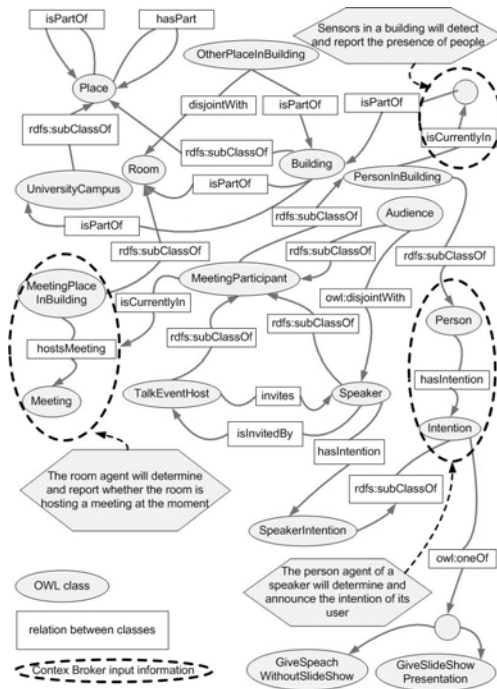 isPartOf
hasPart
Sensors in a building will detect
and report the presence of people
OtherPlaceInBuilding
Place
disjointWith
isPartOf
isPartOf
rdfs:subClassOf
rdfs:subClassOf
isCurrentlyIn
Room
Building
UniversityCampus
isPartOf
PersonInBuilding
isPartOf
rdfs:subClassOf
Audience
rdfs:subClassOf
rdfs:subClassOf
rdfs:subClassOf
MeetingPlace
InBuilding
MeetingParticipant
isCurrentlyIn
owl:disjointWith
Person
hostsMeeting
rdfs:subClassOf
rdfs:subClassOf
hasIntention
Meeting
TalkEventHost
invites
Speaker
Intention
isInvitedBy
hasIntention
The room agent will determine
and report whether the room is
hosting a meeting at the moment
rdfs:subClassOf
SpeakerIntention
owl:oneOf
The person agent of a
speaker will determine and
announce the intention of its
user
OWL class
relation between classes
Contex Broker input information
GiveSpeach
WithoutSlideShow
GiveSlideShow
Presentation